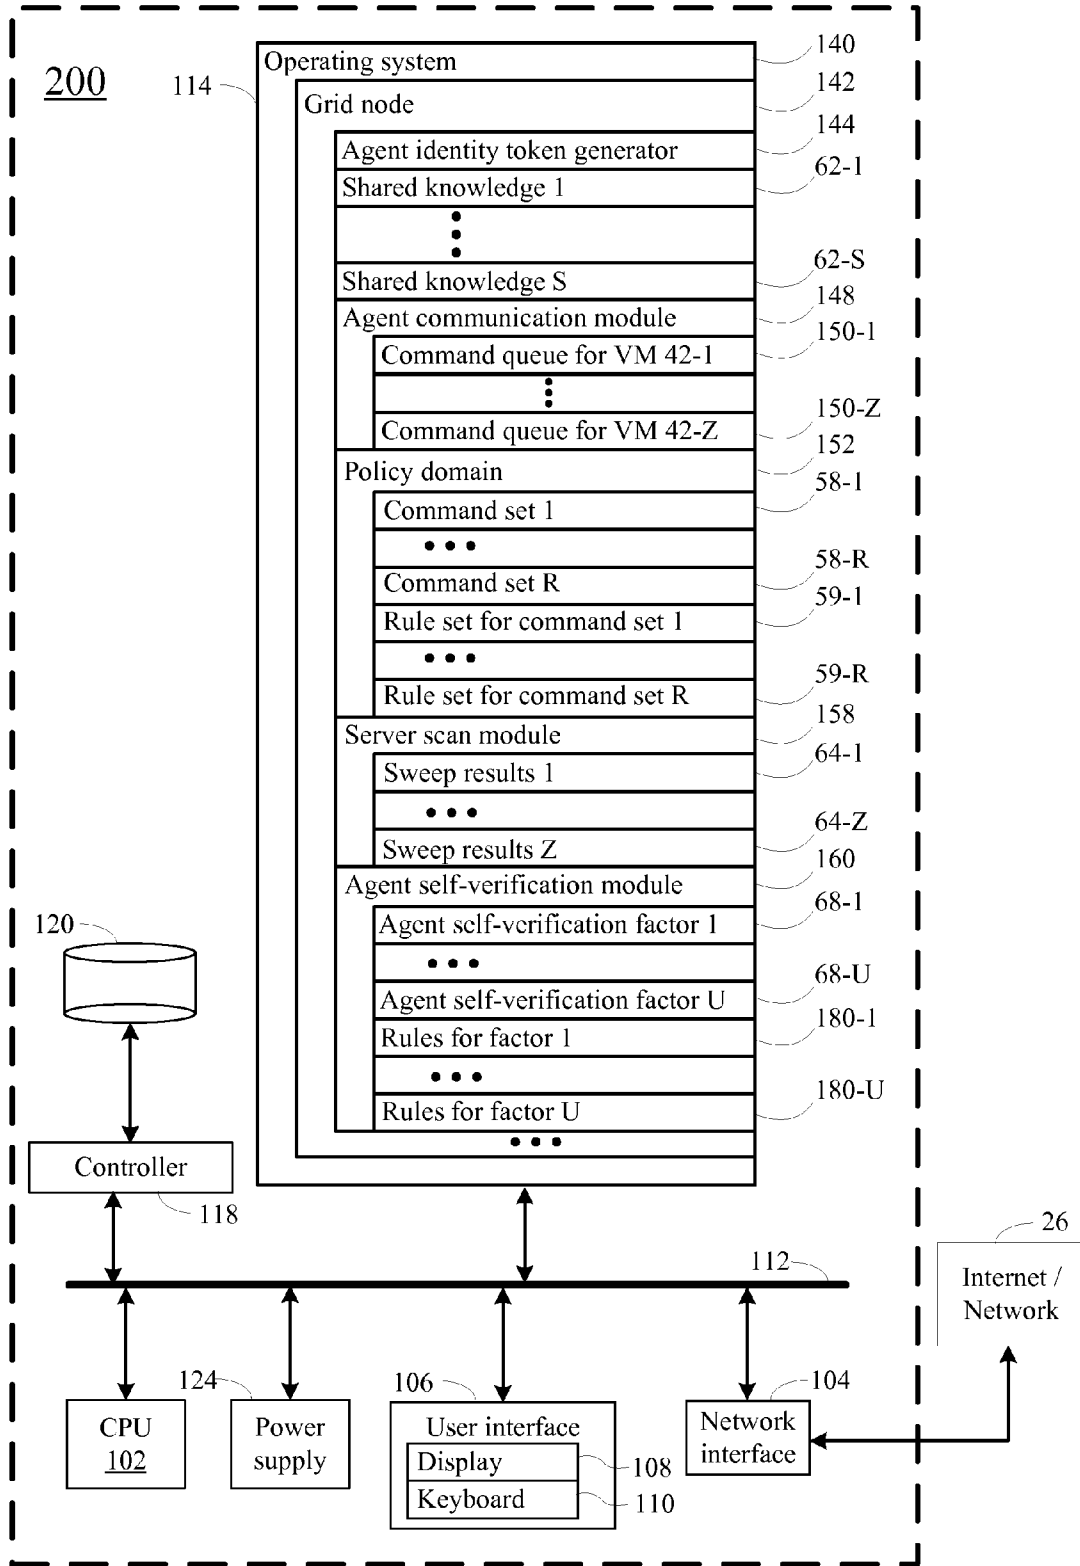 200
114
Operating system
140
Grid node
142
Agent identity token generator
144
Shared knowledge 1
62-1
Shared knowledge S
62-S
Agent communication module
148
Command queue for VM 42-1
150-1
Command queue for VM 42-Z
150-Z
Policy domain
152
Command set 1
58-1
Command set R
58-R
Rule set for command set 1
59-1
Rule set for command set R
59-R
Server scan module
158
Sweep results 1
64-1
Sweep results Z
64-Z
Agent self-verification module
160
Agent self-verification factor 1
68-1
Agent self-verification factor U
68-U
Rules for factor 1
180-1
Rules for factor U
180-U
120
Controller
118
112
26
Internet /
Network
CPU
102
124
Power
supply
106
User interface
Display
108
Keyboard
110
104
Network
interface